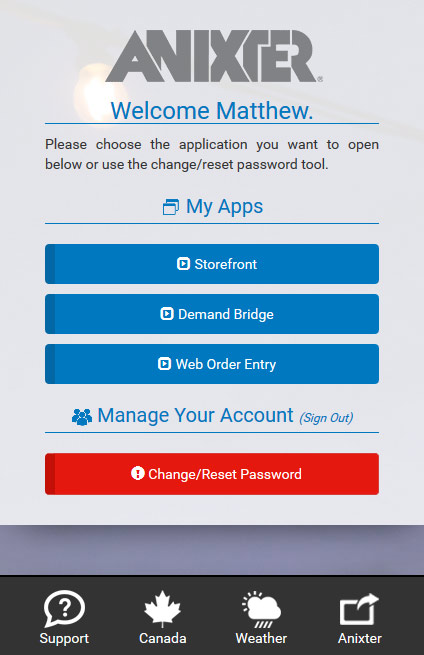 ANIXTER®
Welcome Matthew.
Please choose the application you want to open
below or use the change/reset password tool.
My Apps
Storefront
Demand Bridge
Web Order Entry
Manage Your Account (Sign Out)
Change/Reset Password
Support Canada Weather Anixter